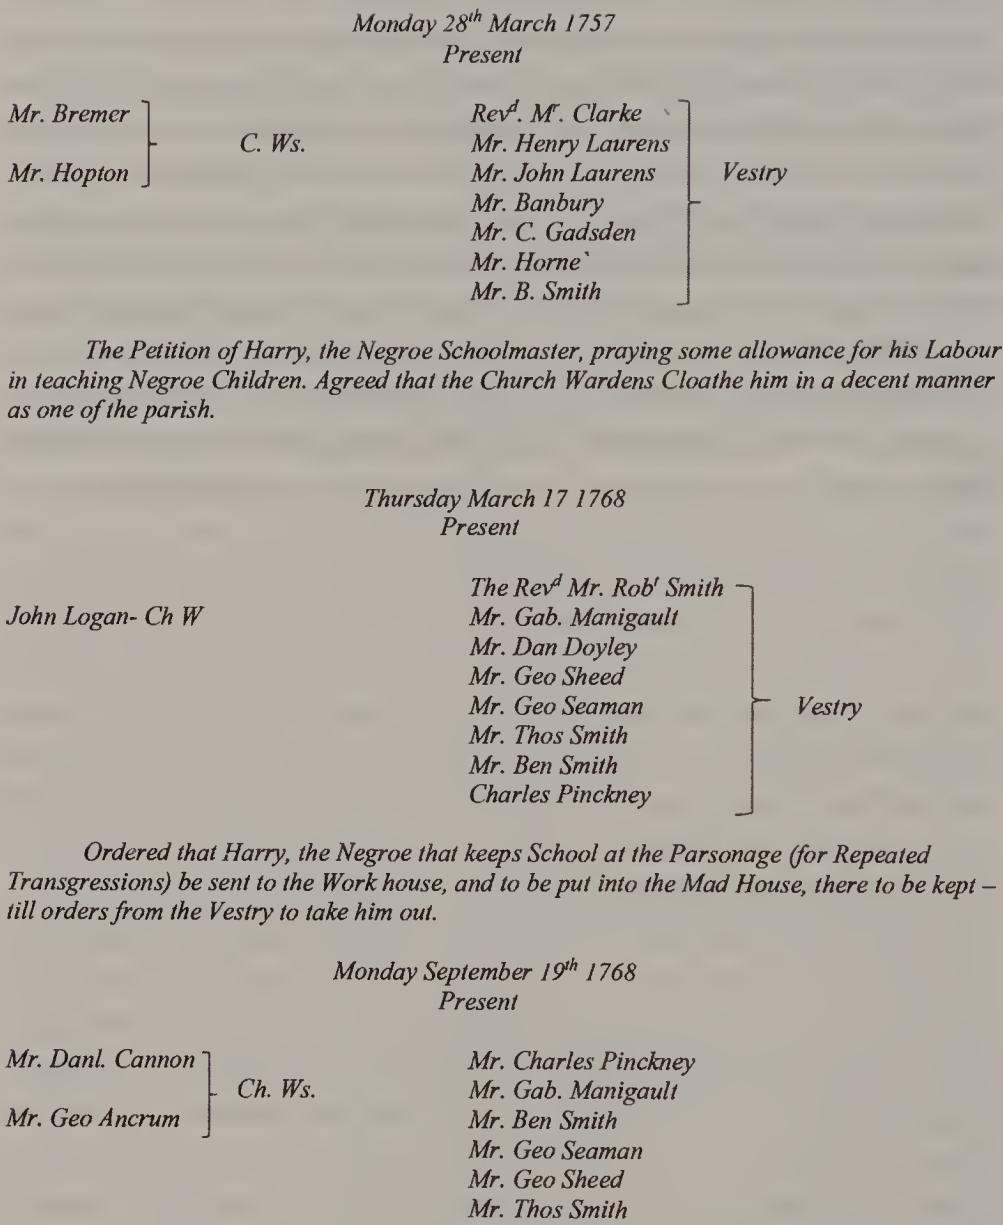 Monday 28th March 1757
Present
Mr. Bremer
Mr. Hopton
C. Ws.
Revd. Mr. Clarke
Mr. Henry Laurens
Mr. John Laurens
Mr. Banbury
Mr. C. Gadsden
Mr. Horne`
Mr. B. Smith
Vestry
The Petition of Harry, the Negroe Schoolmaster, praying some allowance for his Labour
in teaching Negroe Children. Agreed that the Church Wardens Cloathe him in a decent manner
as one of the parish.
Thursday March 17 1768
Present
John Logan- Ch W
The Revd Mr. Robt Smith
Mr. Gab. Manigault
Mr. Dan Doyley
Mr. Geo Sheed
Mr. Geo Seaman
Mr. Thos Smith
Mr. Ben Smith
Charles Pinckney
Vestry
Ordered that Harry, the Negroe that keeps School at the Parsonage (for Repeated
Transgressions) be sent to the Work house, and to be put into the Mad House, there to be kept –
till orders from the Vestry to take him out.
Monday September 19th 1768
Present
Mr. Danl. Cannon
Mr. Geo Ancrum
Ch. Ws.
Mr. Charles Pinckney
Mr. Gab. Manigault
Mr. Ben Smith
Mr. Geo Seaman
Mr. Geo Sheed
Mr. Thos Smith